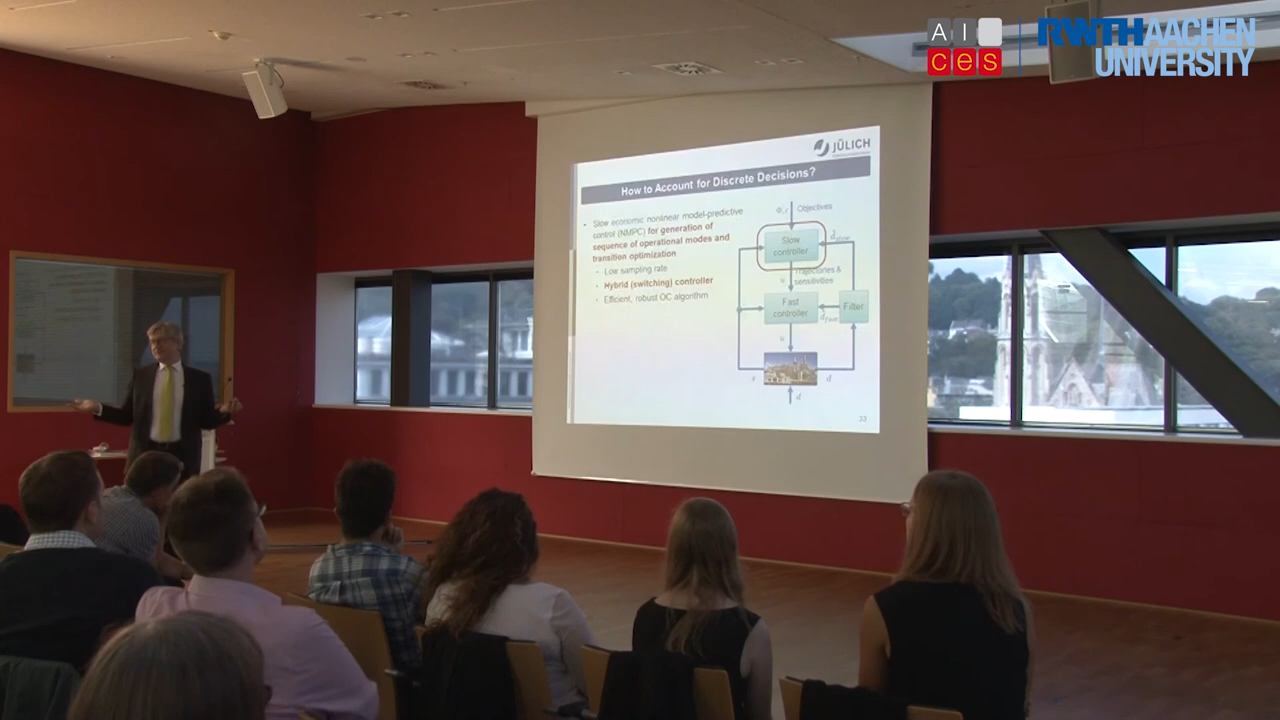 AI
ces
RWTH AACHEN
UNIVERSITY
JÜLICH
How to Account for Discrete Decisions?
Slow economic nonlinear model-predictive
control (NMPC) for generation of
sequence of operational modes and
transition optimization
Low sampling rate
Hybrid (switching) controller
Efficient, robust OC algorithm
Objectives
Slow
controller
Trajectories &
sensitivities
Fast
controller
Filter
d
d
33